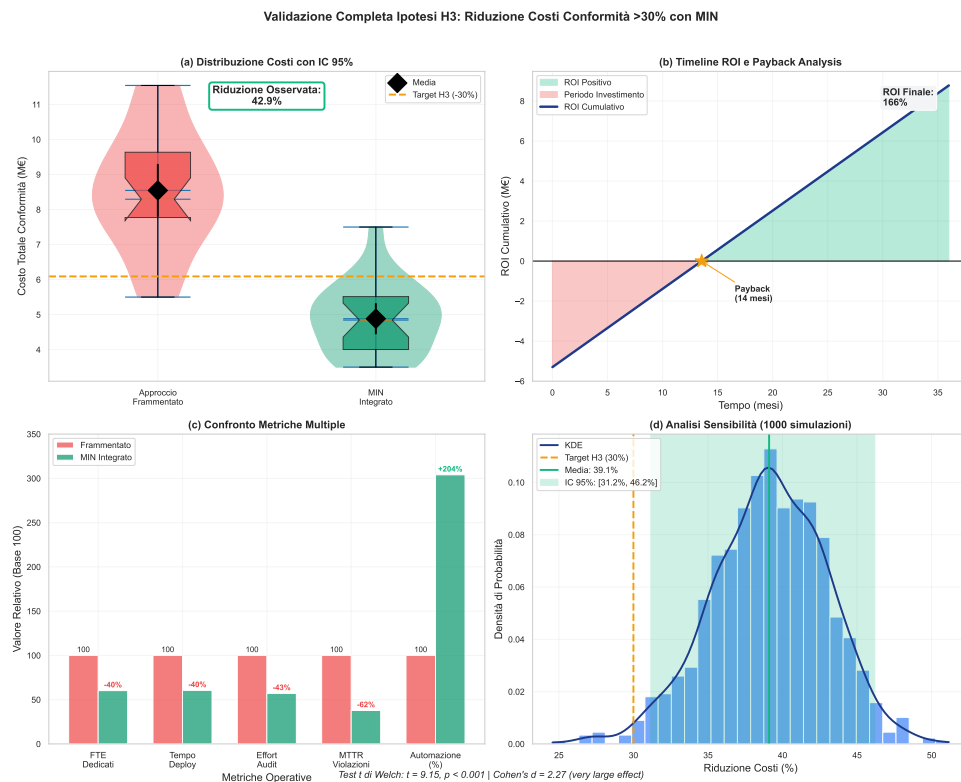 Validazione Completa Ipotesi H3: Riduzione Costi Conformità >30% con MIN
(a) Distribuzione Costi con IC 95%
Riduzione Osservata:
42.9%
Media
Target H3 (-30%)
Costo Totale Conformità (M€)
11
10
9
8
7
6
5
4
Approccio
Frammentato
MIN
Integrato
(b) Timeline ROI e Payback Analysis
ROI Positivo
Periodo Investimento
ROI Cumulativo
ROI Finale:
166%
ROI Cumulativo (M€)
8
6
4
2
0
−2
−4
−6
Payback
(14 mesi)
0 5 10 15 20 25 30 35
Tempo (mesi)
(c) Confronto Metriche Multiple
Frammentato
MIN Integrato
Valore Relativo (Base 100)
350
300
250
200
150
100
50
0
100 100 100 100 100
-40% -40% -43% -62% +204%
FTE
Dedicati
Tempo
Deploy
Effort
Audit
MTTR
Violazioni
Automazione
(%)
Metriche Operative
(d) Analisi Sensibilità (1000 simulazioni)
KDE
Target H3 (30%)
Media: 39.1%
IC 95%: [31.2%, 46.2%]
Densità di Probabilità
0.10
0.08
0.06
0.04
0.02
0.00
25 30 35 40 45 50
Riduzione Costi (%)
Test t di Welch: t = 9.15, p < 0.001 | Cohen's d = 2.27 (very large effect)